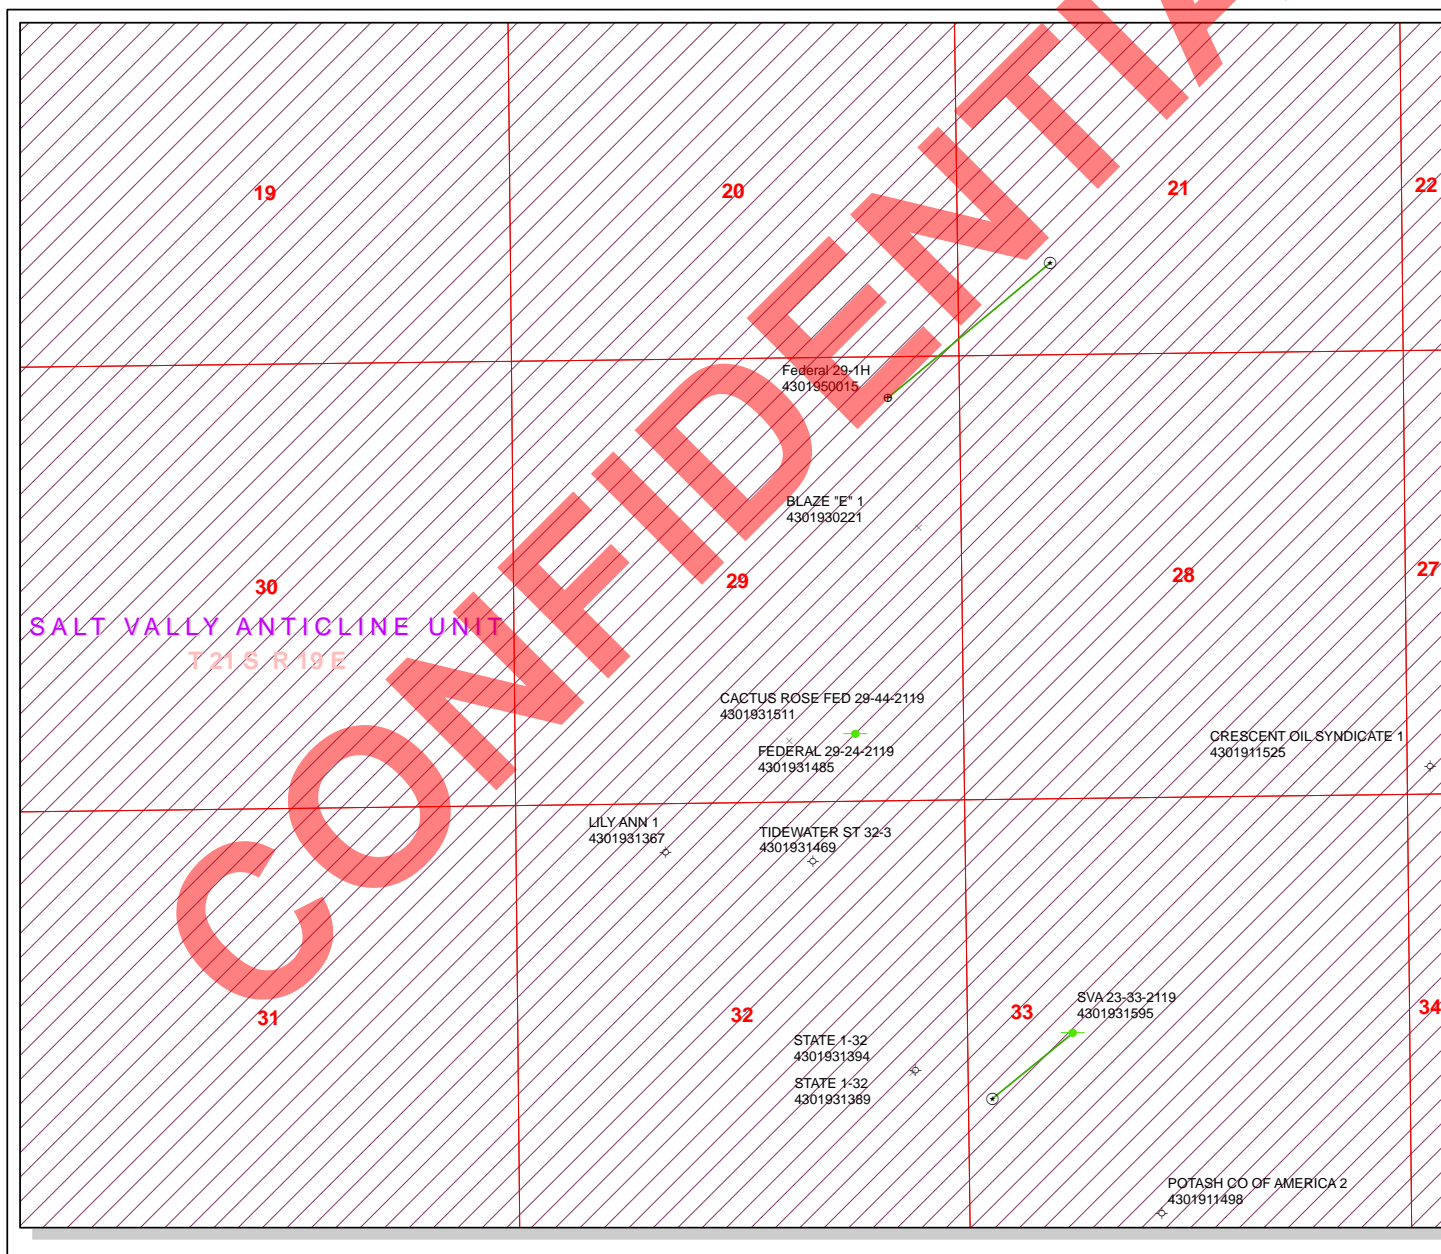 19
20
21
22
Federal 29-1H
4301950015
BLAZE "E" 1
4301930221
30
29
28
27
SALT VALLY ANTICLINE UNIT
T 21 S R 19 E
CACTUS ROSE FED 29-44-2119
4301931511
FEDERAL 29-24-2119
4301931485
CRESCENT OIL SYNDICATE 1
4301911525
LILY ANN 1
4301931367
TIDEWATER ST 32-3
4301931469
31
32
33
34
SVA 23-33-2119
4301931595
STATE 1-32
4301931394
STATE 1-32
4301931389
POTASH CO OF AMERICA 2
4301911498
CONFIDENTIA